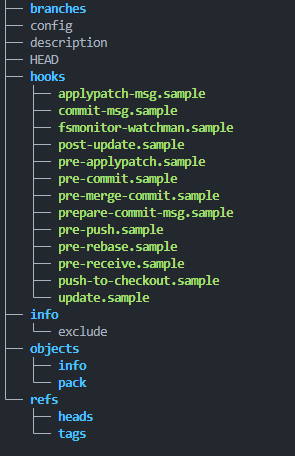 branches
config
description
HEAD
hooks
applypatch-msg.sample
commit-msg.sample
fsmonitor-watchman.sample
post-update.sample
pre-applypatch.sample
pre-commit.sample
pre-merge-commit.sample
prepare-commit-msg.sample
pre-push.sample
pre-rebase.sample
pre-receive.sample
push-to-checkout.sample
update.sample
info
exclude
objects
info
pack
refs
heads
tags